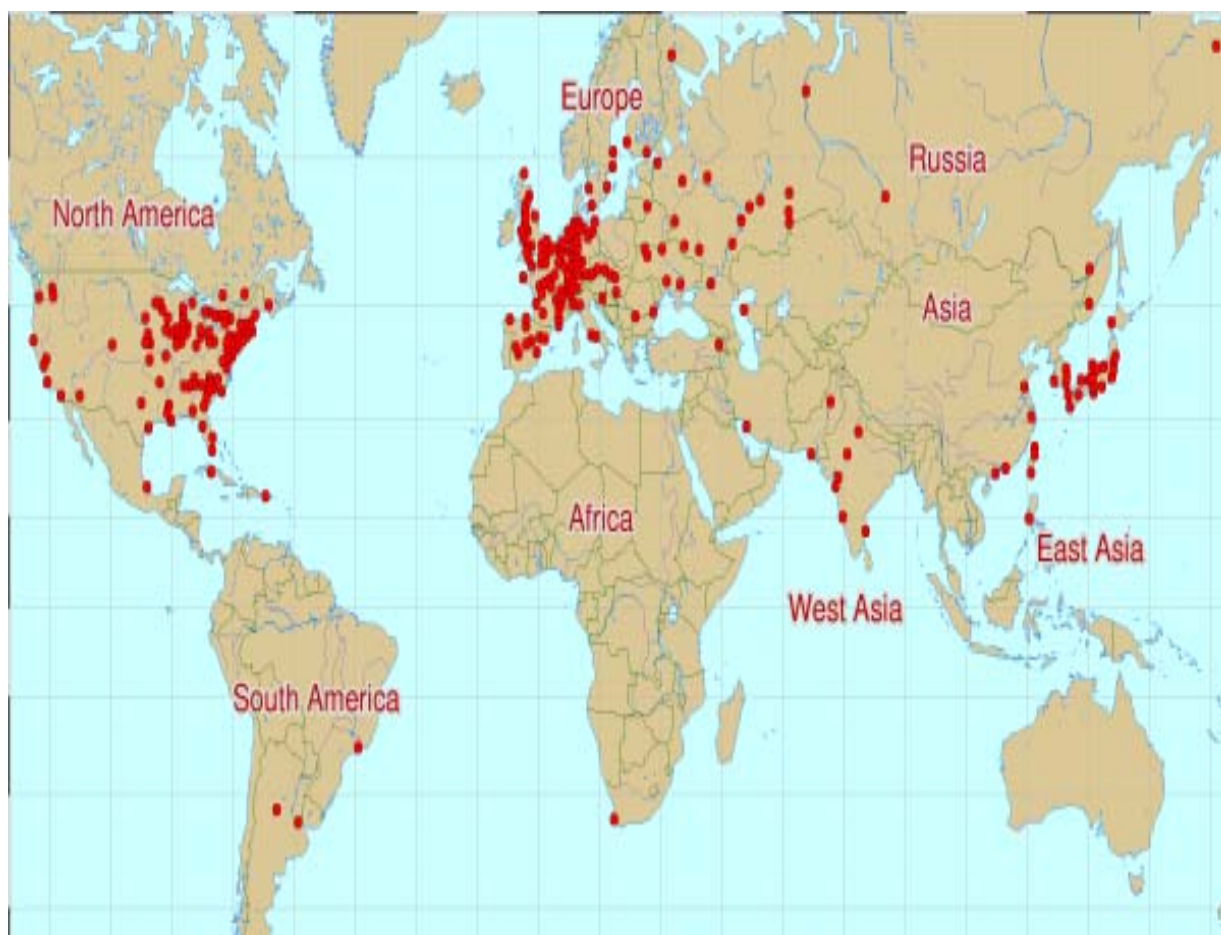 Europe
Russia
North America
Asia
Africa
East Asia
West Asia
South America